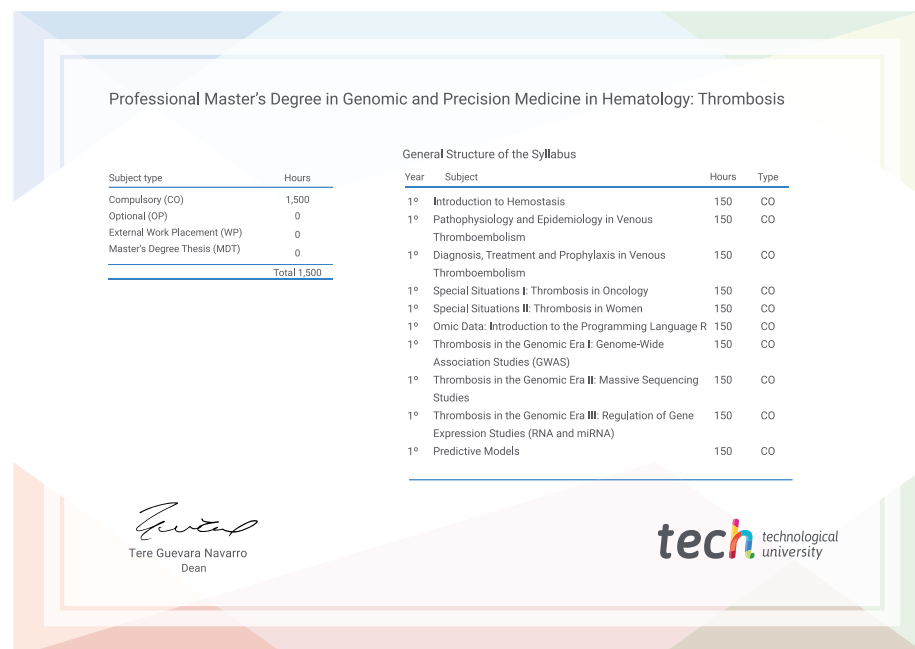 Professional Master's Degree in Genomic and Precision Medicine in Hematology: Thrombosis
Subject type Hours
Compulsory (CO) 1,500
Optional (OP) 0
External Work Placement (WP) 0
Master's Degree Thesis (MDT) 0
Total 1,500
General Structure of the Syllabus
Year Subject Hours Type
1º Introduction to Hemostasis 150 CO
1º Pathophysiology and Epidemiology in Venous 150 CO
Thromboembolism
1º Diagnosis, Treatment and Prophylaxis in Venous 150 CO
Thromboembolism
1º Special Situations I: Thrombosis in Oncology 150 CO
1º Special Situations II: Thrombosis in Women 150 CO
1º Omic Data: Introduction to the Programming Language R 150 CO
1º Thrombosis in the Genomic Era I: Genome-Wide 150 CO
Association Studies (GWAS)
1º Thrombosis in the Genomic Era II: Massive Sequencing 150 CO
Studies
1º Thrombosis in the Genomic Era III: Regulation of Gene 150 CO
Expression Studies (RNA and miRNA)
1º Predictive Models 150 CO
Tere Guevara Navarro
Dean
tech technological
university